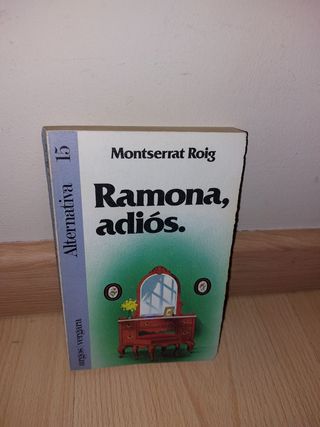 Alternativa 15
argos vergara
Montserrat Roig
Ramona,
adiós.